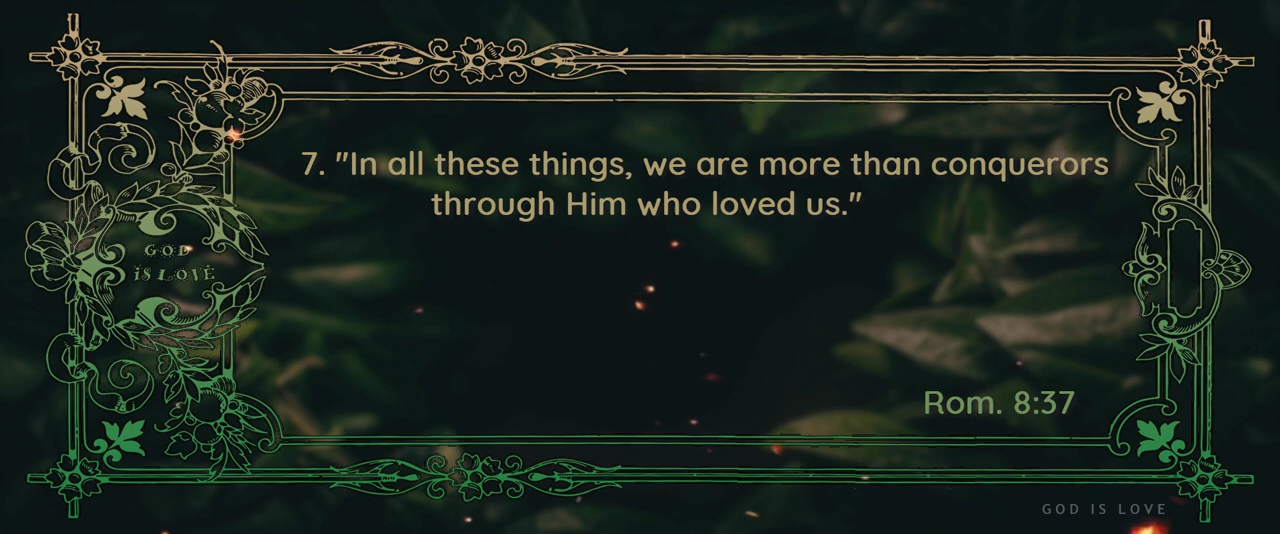 7. "In all these things, we are more than conquerors
through Him who loved us."
GOD
IS LOVE
Rom. 8:37
GOD IS LOVE